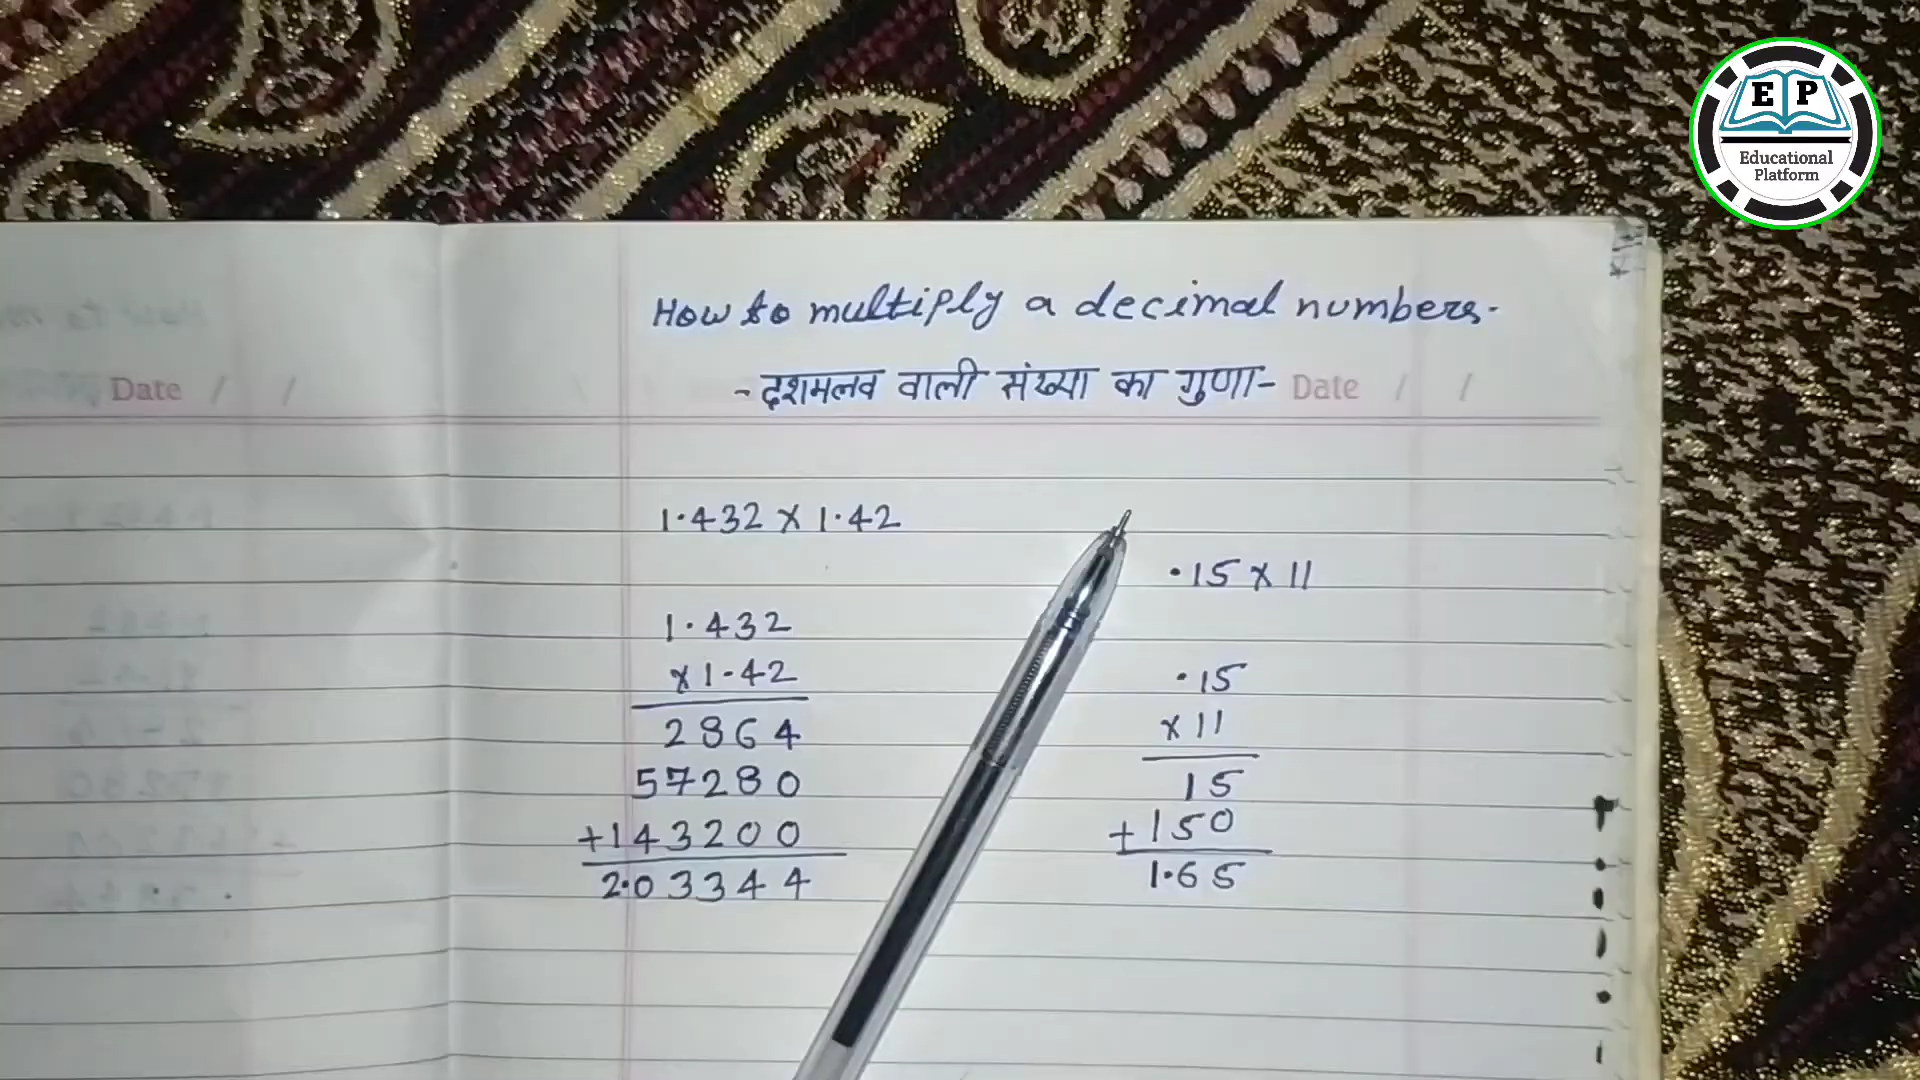 E P
Educational
Platform
How to multiply a decimal numbers.
- दशमलव वाली संख्या का गुणा-
Date / /
Date / /
1.432 x 1.42
1.432
x 1.42
2864
57280
+143200
2.03344
.15 x 11
.15
x 11
15
+150
1.65